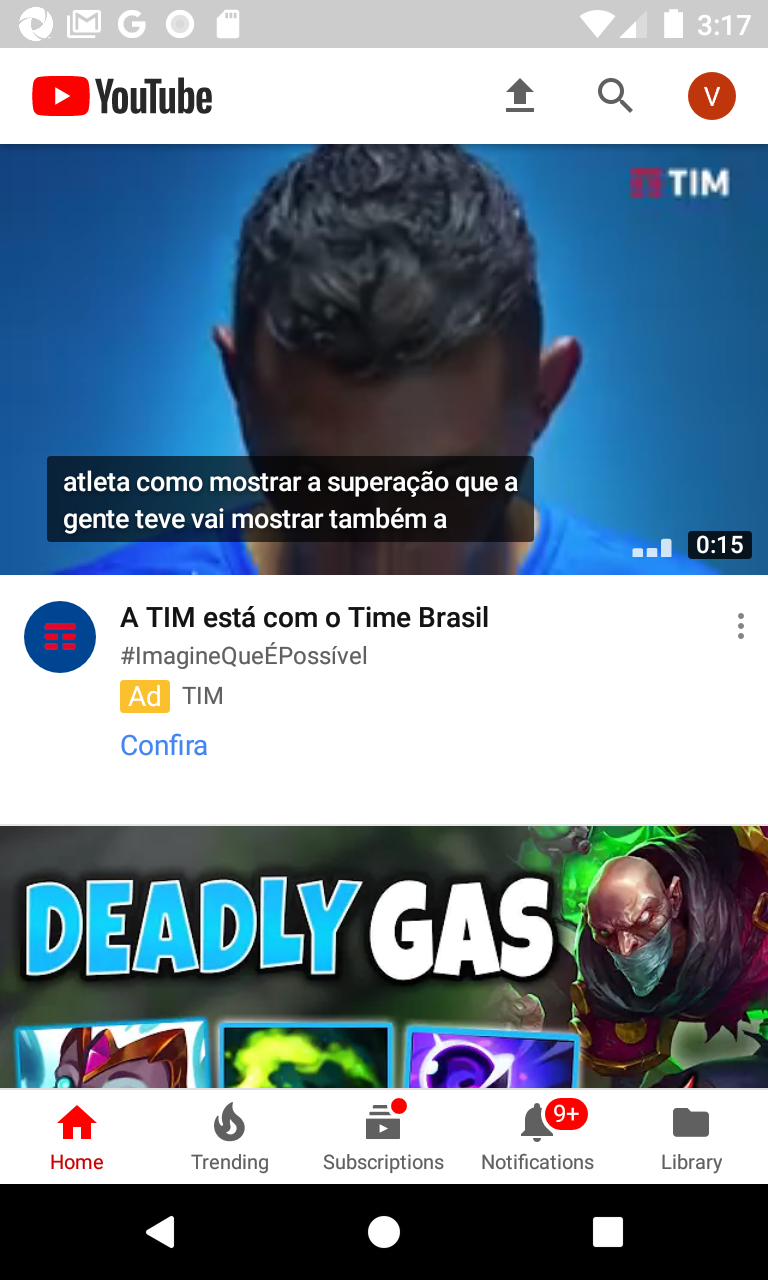 3:17
YouTube
V
TIM
atleta como mostrar a superação que a
gente teve vai mostrar também a
0:15
A TIM está com o Time Brasil
#ImagineQueÉPossível
Ad TIM
Confira
DEADLY GAS
9+
Home Trending Subscriptions Notifications Library